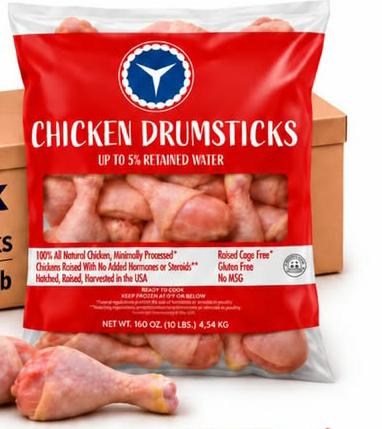 CHICKEN DRUMSTICKS
UP TO 5% RETAINED WATER
100% All Natural Chicken, Minimally Processed*
Chickens Raised With No Added Hormones or Steroids**
Hatched, Raised, Harvested in the USA
Raised Cage Free*
Gluten Free
No MSG
READY TO COOK
KEEP FROZEN AT 0°F OR BELOW
NET WT. 160 OZ. (10 LBS.) 4,54 KG